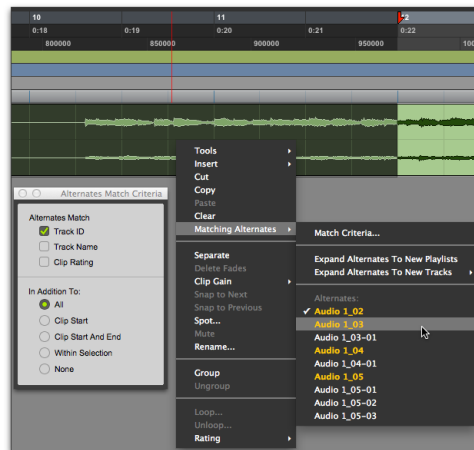 10 11 12
0:18 0:19 0:20 0:21 0:22
800000 850000 900000 950000
Tools
Insert
Cut
Copy
Paste
Clear
Matching Alternates
Separate
Delete Fades
Clip Gain
Snap to Next
Snap to Previous
Spot...
Mute
Rename...
Group
Ungroup
Loop...
Unloop...
Rating
Alternates Match Criteria
Alternates Match
Track ID
Track Name
Clip Rating
In Addition To:
All
Clip Start
Clip Start And End
Within Selection
None
Match Criteria...
Expand Alternates To New Playlists
Expand Alternates To New Tracks
Alternates:
Audio 1_02
Audio 1_03
Audio 1_03-01
Audio 1_04
Audio 1_04-01
Audio 1_05
Audio 1_05-01
Audio 1_05-02
Audio 1_05-03